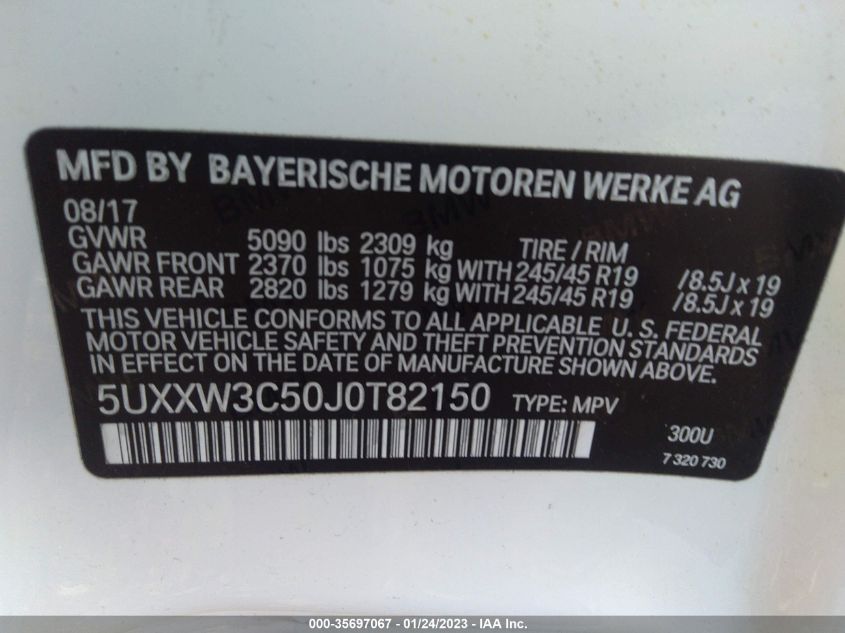 MFD BY BAYERISCHE MOTOREN WERKE AG
08/17
GVWR 5090 lbs 2309 kg TIRE / RIM
GAWR FRONT 2370 lbs 1075 kg WITH 245/45 R19 /8.5J x 19
GAWR REAR 2820 lbs 1279 kg WITH 245/45 R19 /8.5J x 19
THIS VEHICLE CONFORMS TO ALL APPLICABLE U. S. FEDERAL
MOTOR VEHICLE SAFETY AND THEFT PREVENTION STANDARDS
IN EFFECT ON THE DATE OF MANUFACTURE SHOWN ABOVE.
5UXXW3C50J0T82150 TYPE: MPV
300U
7 320 730
000-35697067 - 01/24/2023 - IAA Inc.